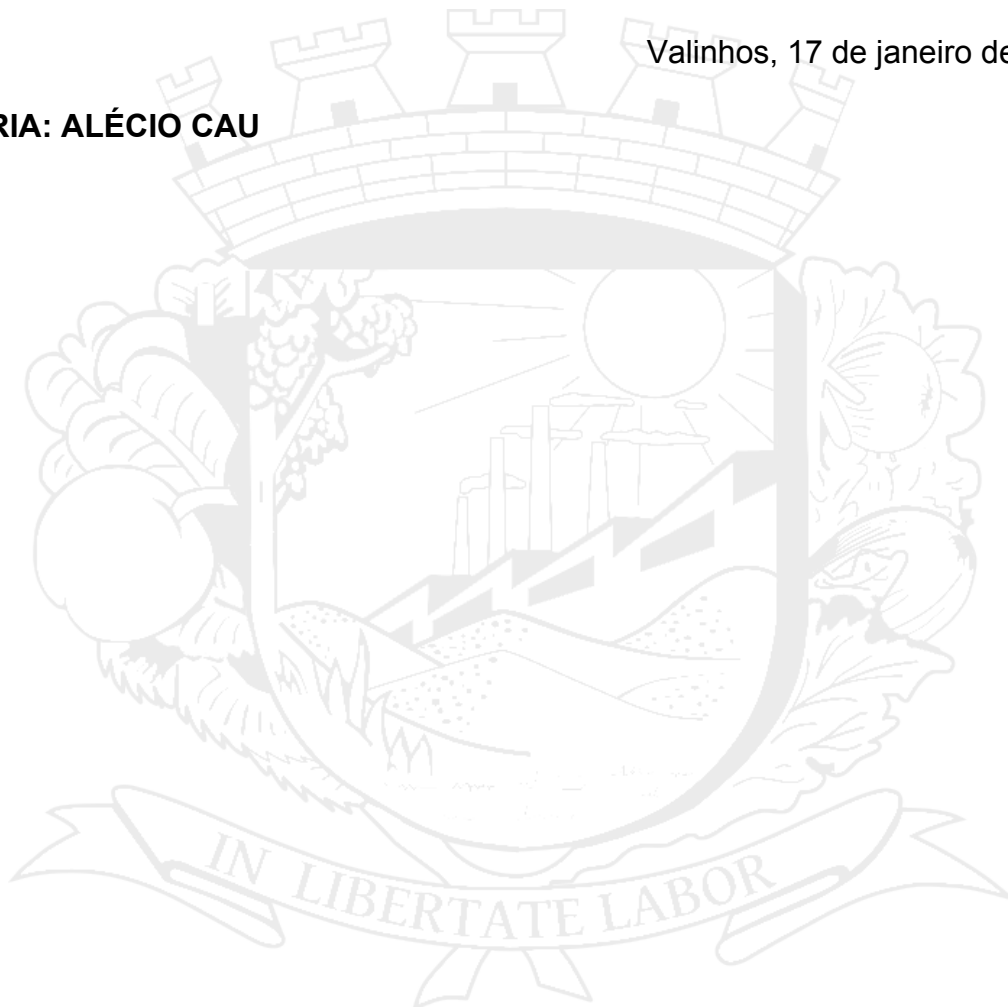 Valinhos, 17 de janeiro de
RIA: ALÉCIO CAU
IN LIBERTATE LABOR